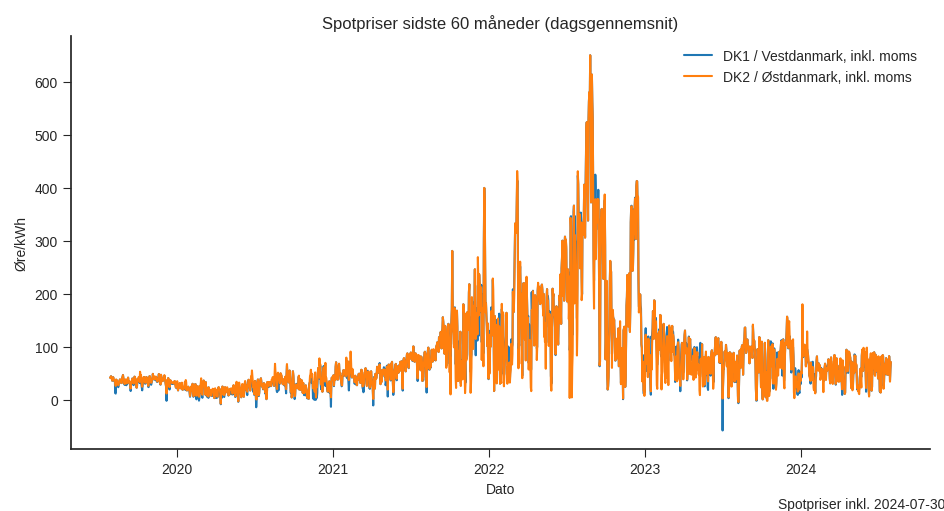 Spotpriser sidste 60 måneder (dagsgennemsnit)
DK1 / Vestdanmark, inkl. moms
DK2 / Østdanmark, inkl. moms
Øre/kWh
600
500
400
300
200
100
0
2020 2021 2022 2023 2024
Dato
Spotpriser inkl. 2024-07-30